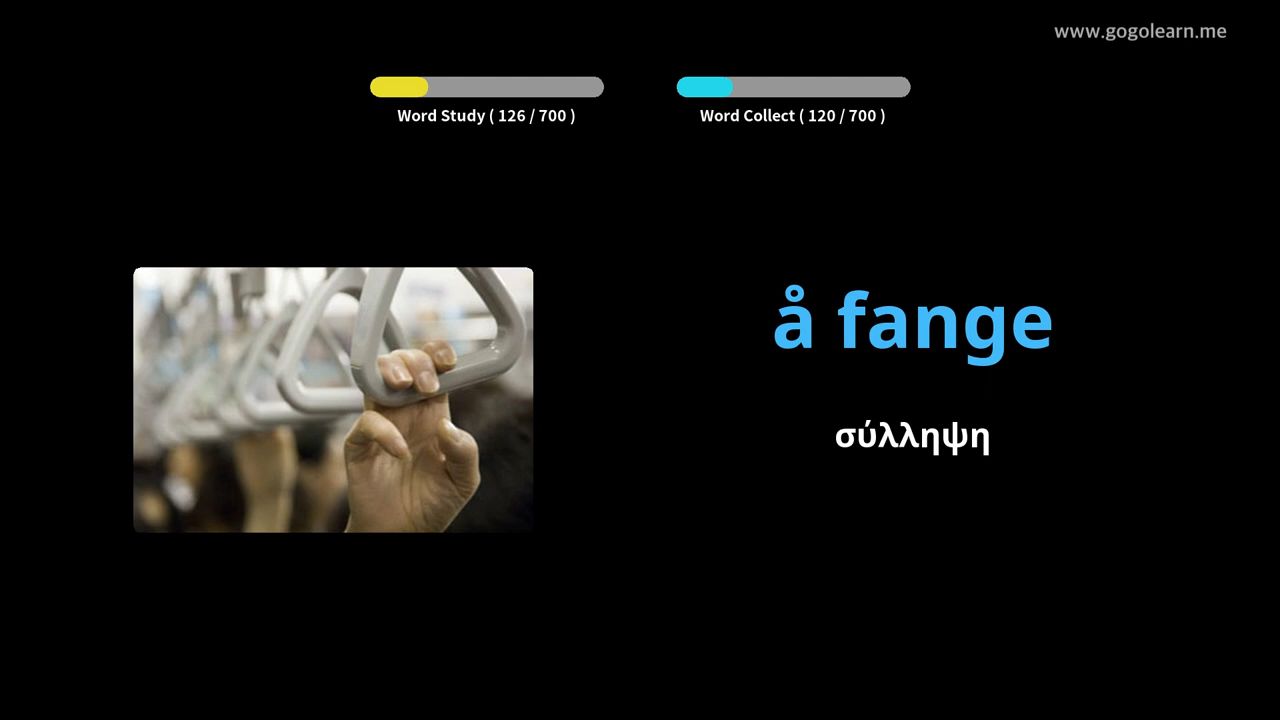 www.gogolearn.me
Word Study ( 126 / 700 )
Word Collect ( 120 / 700 )
å fange
σύλληψη